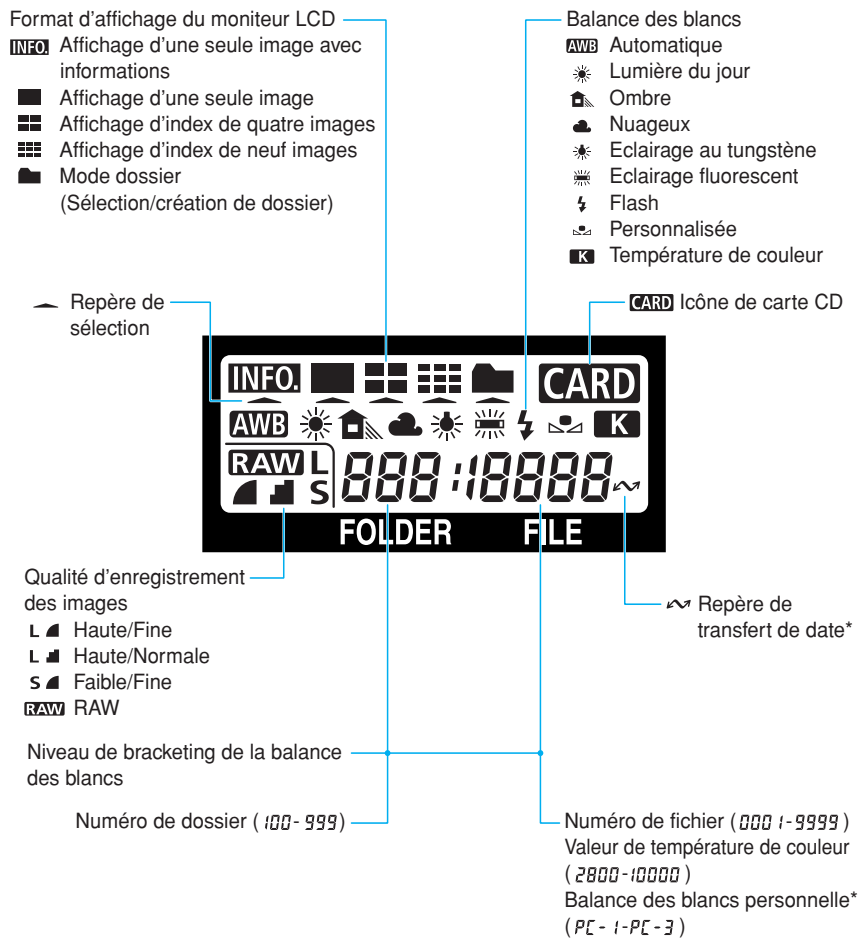 Format d'affichage du moniteur LCD
INFO. Affichage d'une seule image avec
informations
Affichage d'une seule image
Affichage d'index de quatre images
Affichage d'index de neuf images
Mode dossier
(Sélection/création de dossier)
Balance des blancs
AWB Automatique
Lumière du jour
Ombre
Nuageux
Eclairage au tungstène
Eclairage fluorescent
Flash
Personnalisée
K Température de couleur
Repère de
sélection
CARD Icône de carte CD
INFO. CARD
AWB K
RAW L 888 :18888
S
FOLDER FILE
Qualité d'enregistrement
des images
L Haute/Fine
L Haute/Normale
S Faible/Fine
RAW RAW
Repère de
transfert de date*
Niveau de bracketing de la balance
des blancs
Numéro de dossier (100-999)
Numéro de fichier (0001-9999)
Valeur de température de couleur
(2800-10000)
Balance des blancs personnelle*
(PC-1-PC-3)